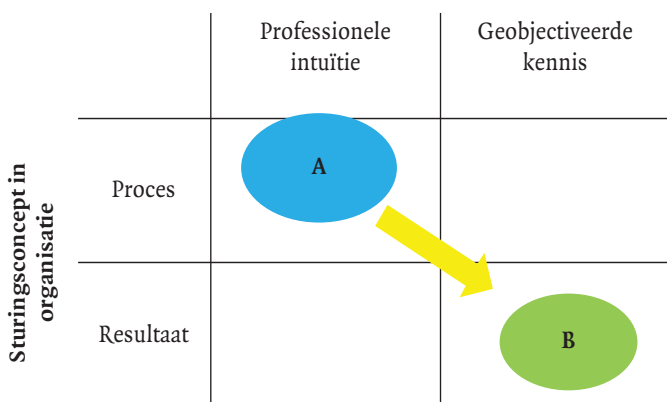 Professionele
intuïtie
Geobjectiveerde
kennis
Sturingsconcept in
organisatie
Proces
A
Resultaat
B